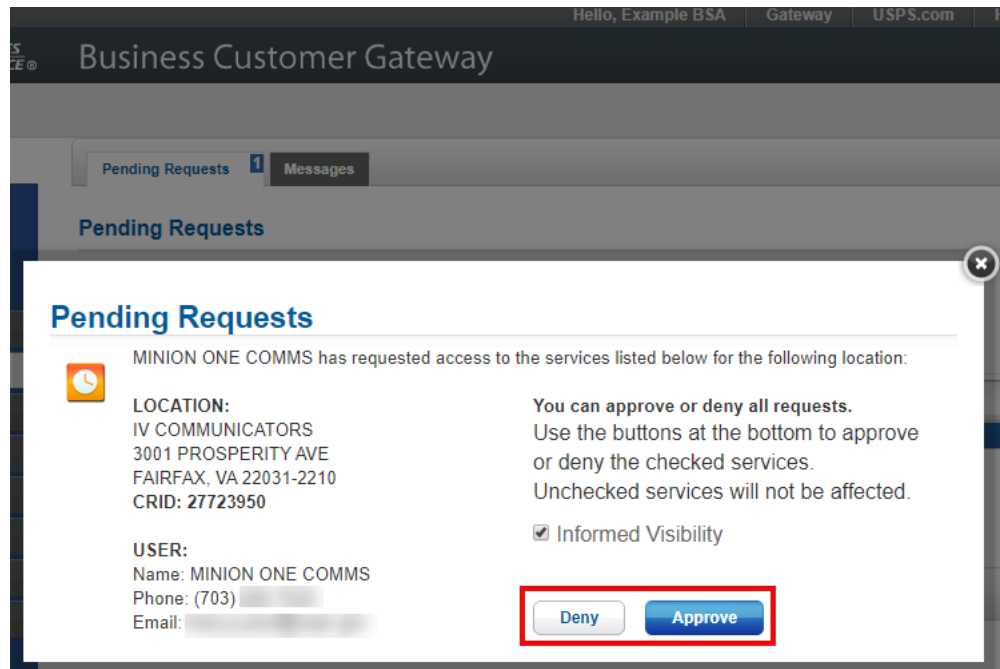 Hello, Example BSA Gateway USPS.com
Business Customer Gateway
Pending Requests 1 Messages
Pending Requests
Pending Requests
MINION ONE COMMS has requested access to the services listed below for the following location:
LOCATION:
IV COMMUNICATORS
3001 PROSPERITY AVE
FAIRFAX, VA 22031-2210
CRID: 27723950
USER:
Name: MINION ONE COMMS
Phone: (703)
Email:
You can approve or deny all requests.
Use the buttons at the bottom to approve
or deny the checked services.
Unchecked services will not be affected.
Informed Visibility
Deny Approve